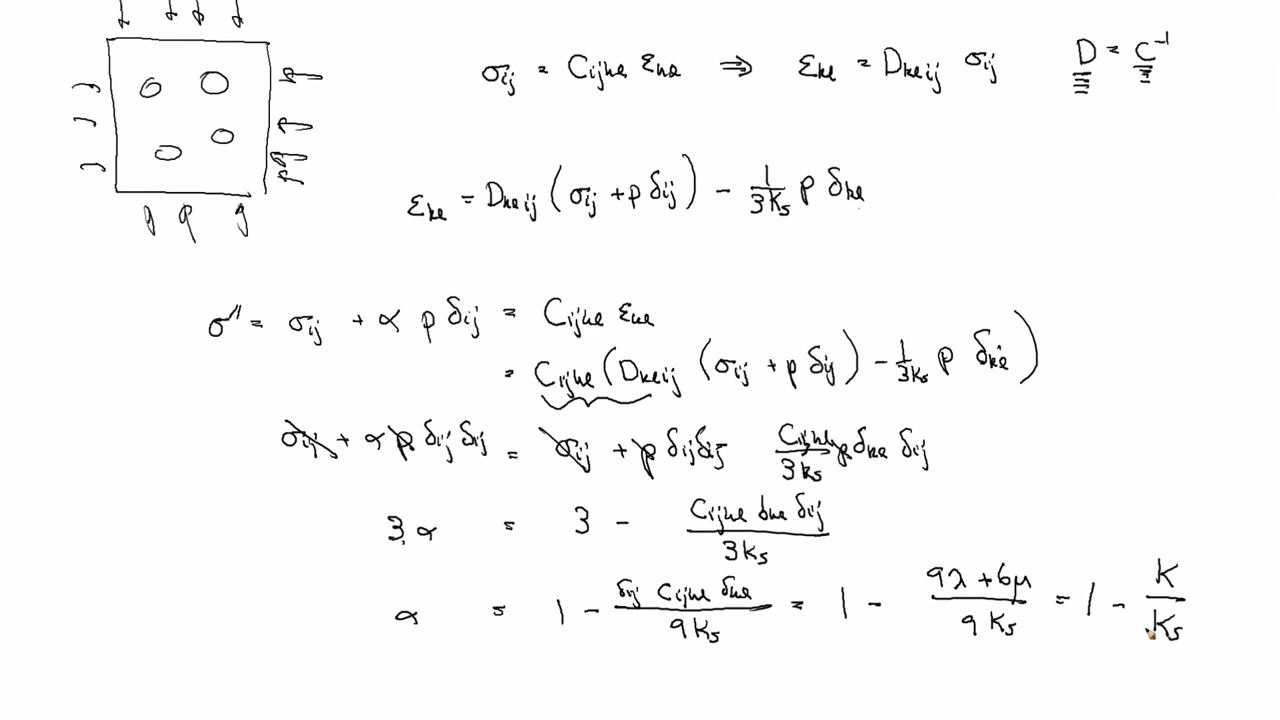 σij = Cijkl εkl ⇒ εkl = Dklij σij D = C⁻¹
εkl = Dklij (σij + p δij) - 1/3Ks p δkl
σ'' = σij + α p δij = Cijkl εkl
= Cijkl (Dklij (σij + p δij) - 1/3Ks p δkl)
σij + α p δij δij = σij + p δij δij Cijkl p/3Ks δkl δij
3α = 3 - Cijkl δkl δij/3Ks
α = 1 - δij Cijkl δkl/9Ks = 1 - 9λ + 6μ/9Ks = 1 - K/Ks